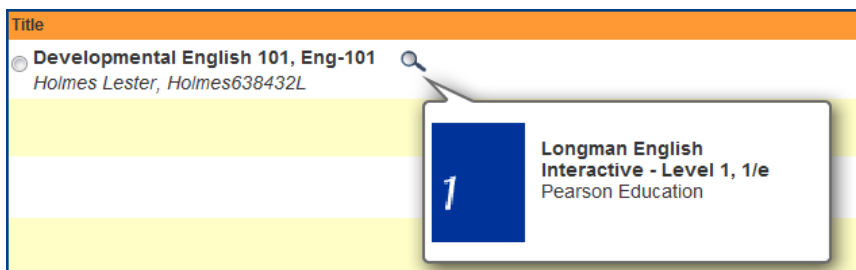 Title
Developmental English 101, Eng-101
Holmes Lester, Holmes638432L
1
Longman English
Interactive - Level 1, 1/e
Pearson Education